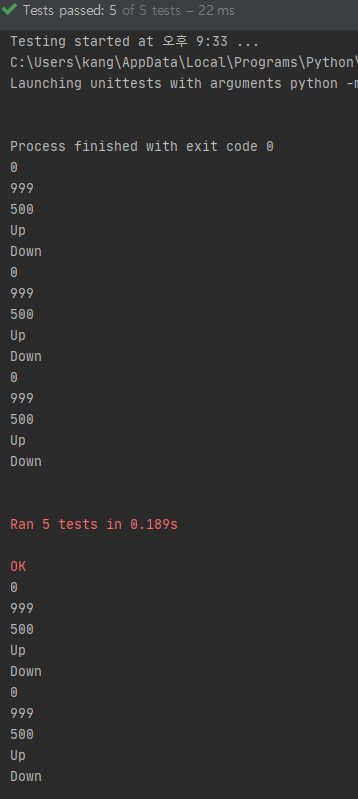 Tests passed: 5 of 5 tests – 22 ms
Testing started at 오후 9:33 ...
C:\Users\kang\AppData\Local\Programs\Python\
Launching unittests with arguments python -m
Process finished with exit code 0
0
999
500
Up
Down
0
999
500
Up
Down
0
999
500
Up
Down
Ran 5 tests in 0.189s
OK
0
999
500
Up
Down
0
999
500
Up
Down